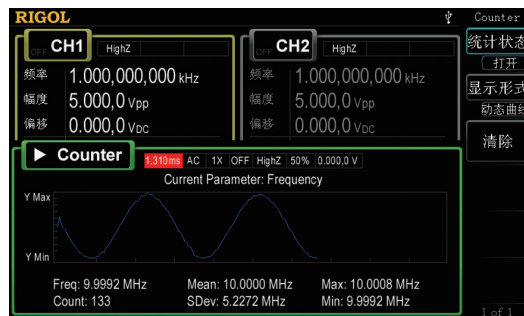 RIGOL
Counter
OFF CH1 HighZ
频率 1.000,000,000 kHz
幅度 5.000,0 Vpp
偏移 0.000,0 VDC
OFF CH2 HighZ
频率 1.000,000,000 kHz
幅度 5.000,0 Vpp
偏移 0.000,0 VDC
统计状态
打开
显示形式
动态曲线
清除
Counter 1.310ms AC 1X OFF HighZ 50% 0.000,0 V
Current Parameter: Frequency
Y Max
Y Min
Freq: 9.9992 MHz Mean: 10.0000 MHz Max: 10.0008 MHz
Count: 133 SDev: 5.2272 MHz Min: 9.9992 MHz
1 of 1